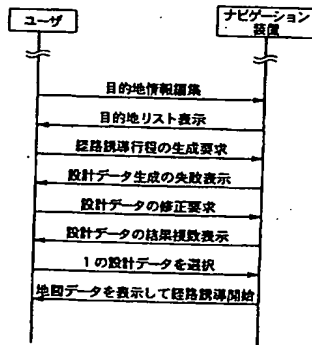 ユーザ
ナビゲーション
装置
目的地情報編集
目的地リスト表示
経路誘導行程の生成要求
設計データ生成の失敗表示
設計データの修正要求
設計データの結果複数表示
1の設計データを選択
地図データを表示して経路誘導開始